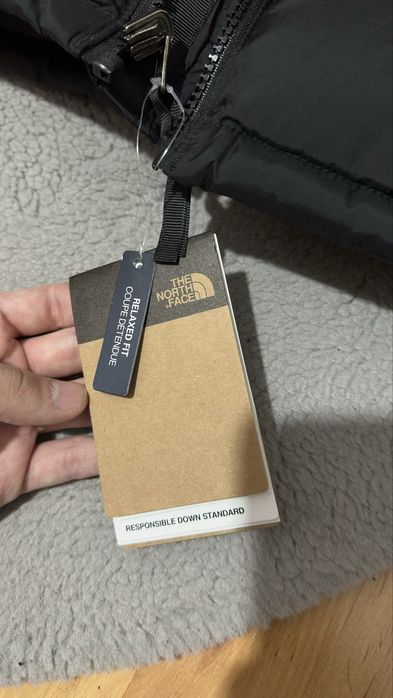 THE
NORTH
FACE
RELAXED FIT
COUPE DÉTENDUE
RESPONSIBLE DOWN STANDARD